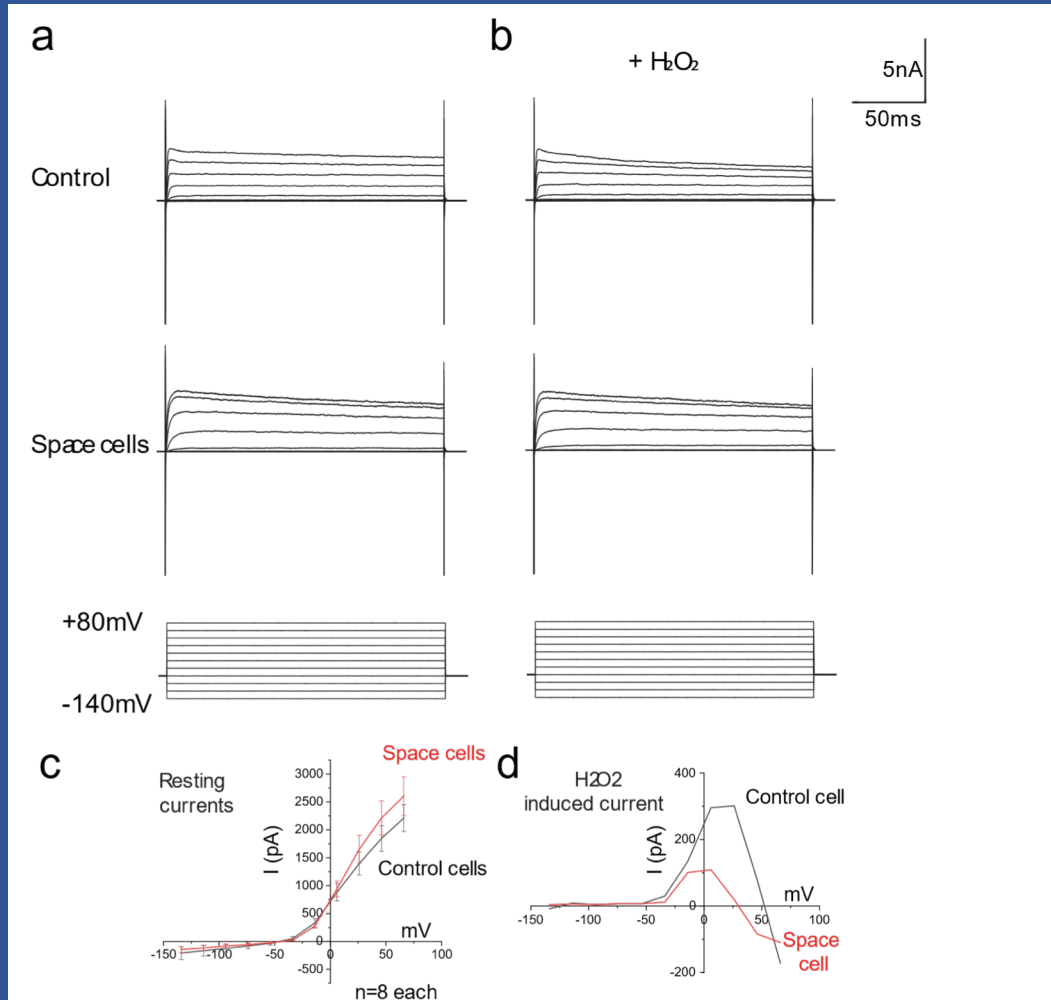 a
b
+ H₂O₂
5nA
50ms
Control
Space cells
+80mV
-140mV
c
Resting
currents
Space cells
Control cells
I (pA)
3000
2500
2000
1500
1000
500
0
-500
-150
-100
-50
0
50
100
mV
n=8 each
d
H2O2
induced current
Control cell
I (pA)
400
200
0
-200
-150
-100
-50
0
50
100
mV
Space
cell